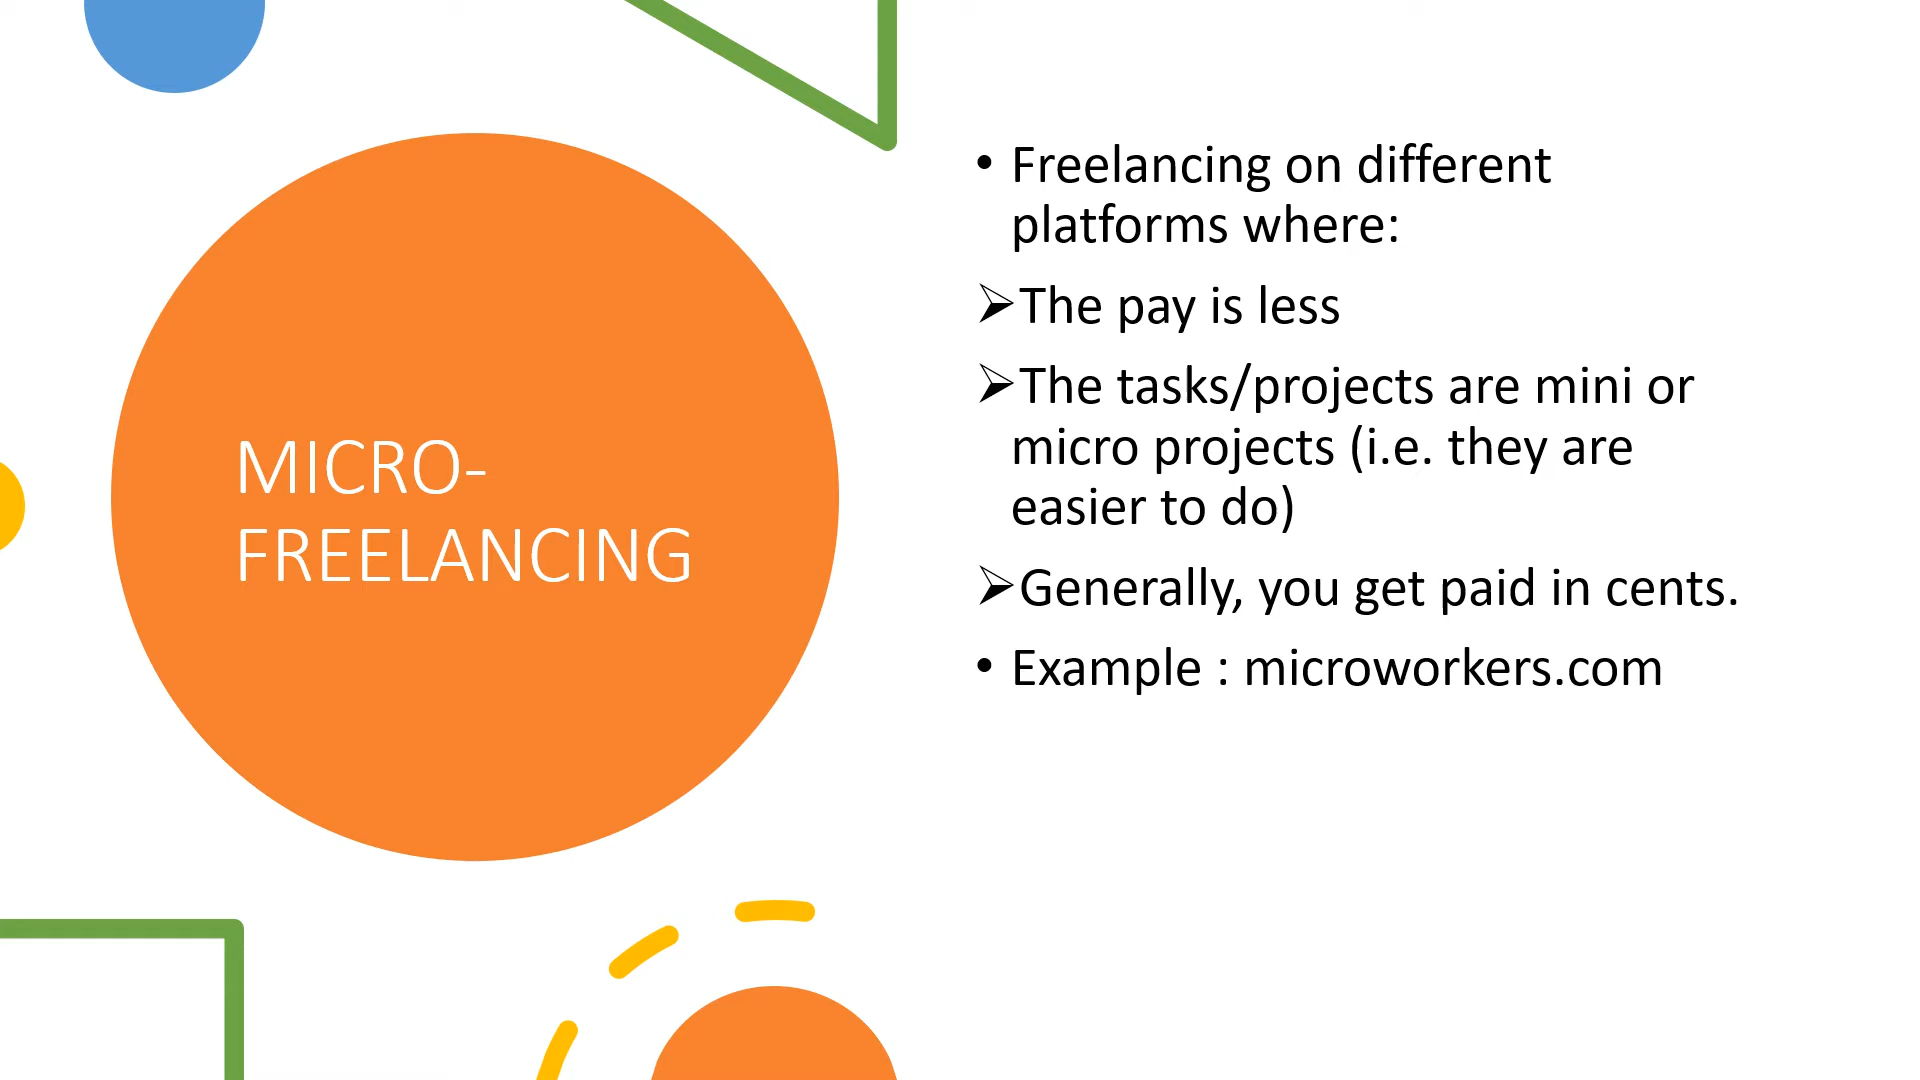 MICRO-
FREELANCING
• Freelancing on different
platforms where:
➢The pay is less
➢The tasks/projects are mini or
micro projects (i.e. they are
easier to do)
➢Generally, you get paid in cents.
• Example : microworkers.com